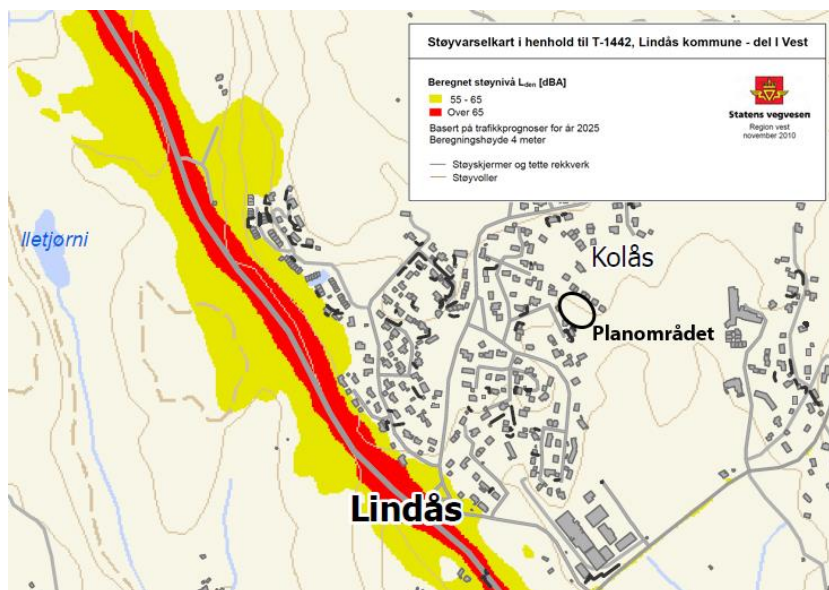 Støyvarselkart i henhold til T-1442, Lindås kommune - del I Vest
Beregnet støynivå Lden [dBA]
55 - 65
Over 65
Basert på trafikkprognoser for år 2025
Beregningshøyde 4 meter
Støyskjermer og tette rekkverk
Støyvoller
Statens vegvesen
Region vest
november 2010
Iletjørni
Kolås
Planområdet
Lindås